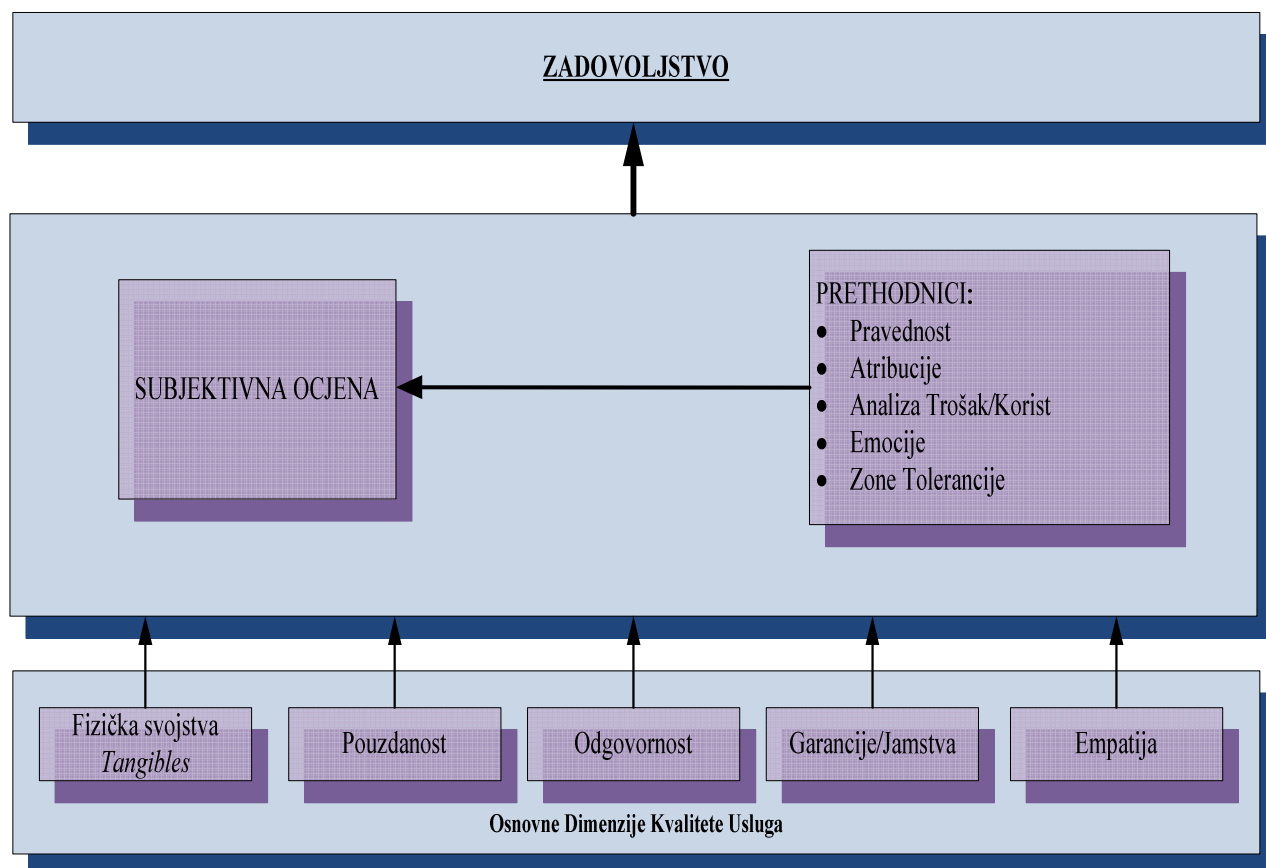 ZADOVOLJSTVO
SUBJEKTIVNA OCJENA
PRETHODNICI:
• Pravednost
• Atribucije
• Analiza Trošak/Korist
• Emocije
• Zone Tolerancije
Fizička svojstva
Tangibles
Pouzdanost
Odgovornost
Garancije/Jamstva
Empatija
Osnovne Dimenzije Kvalitete Usluga